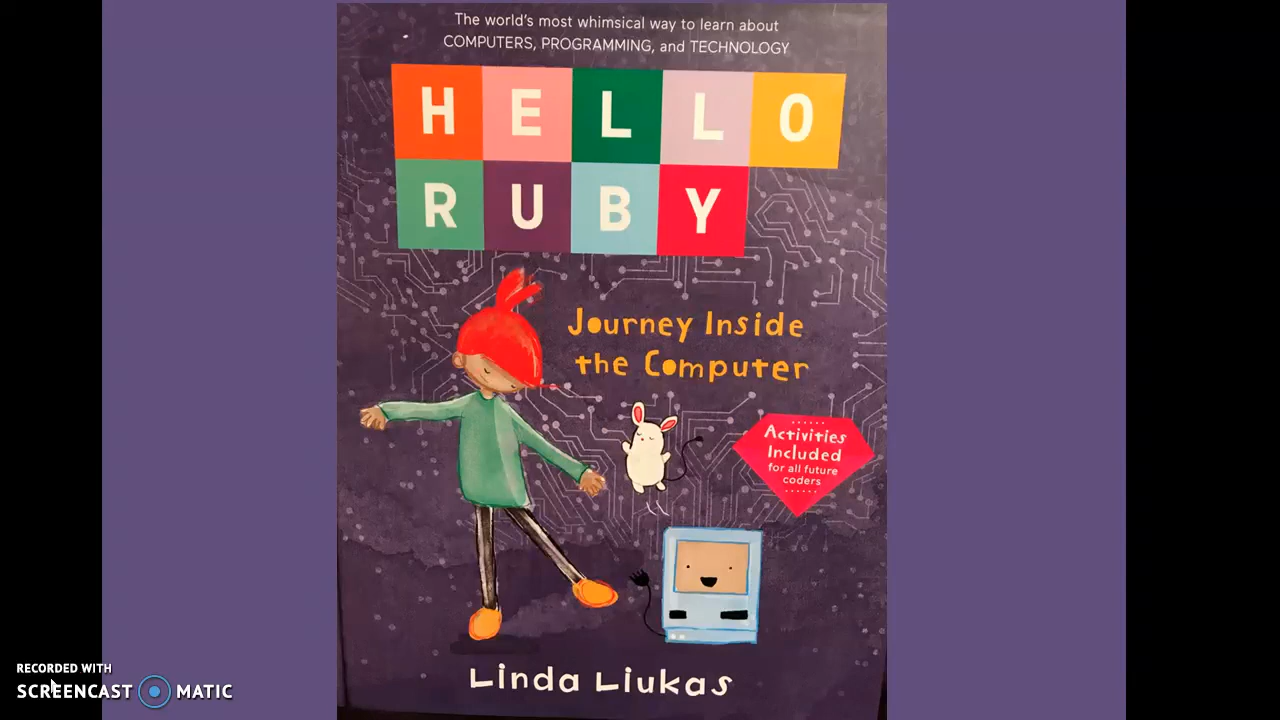 The world's most whimsical way to learn about
COMPUTERS, PROGRAMMING, and TECHNOLOGY
HELLO
RUBY
Journey Inside
the Computer
Activities
Included
for all future
coders
Linda Liukas
RECORDED WITH
SCREENCAST MATIC